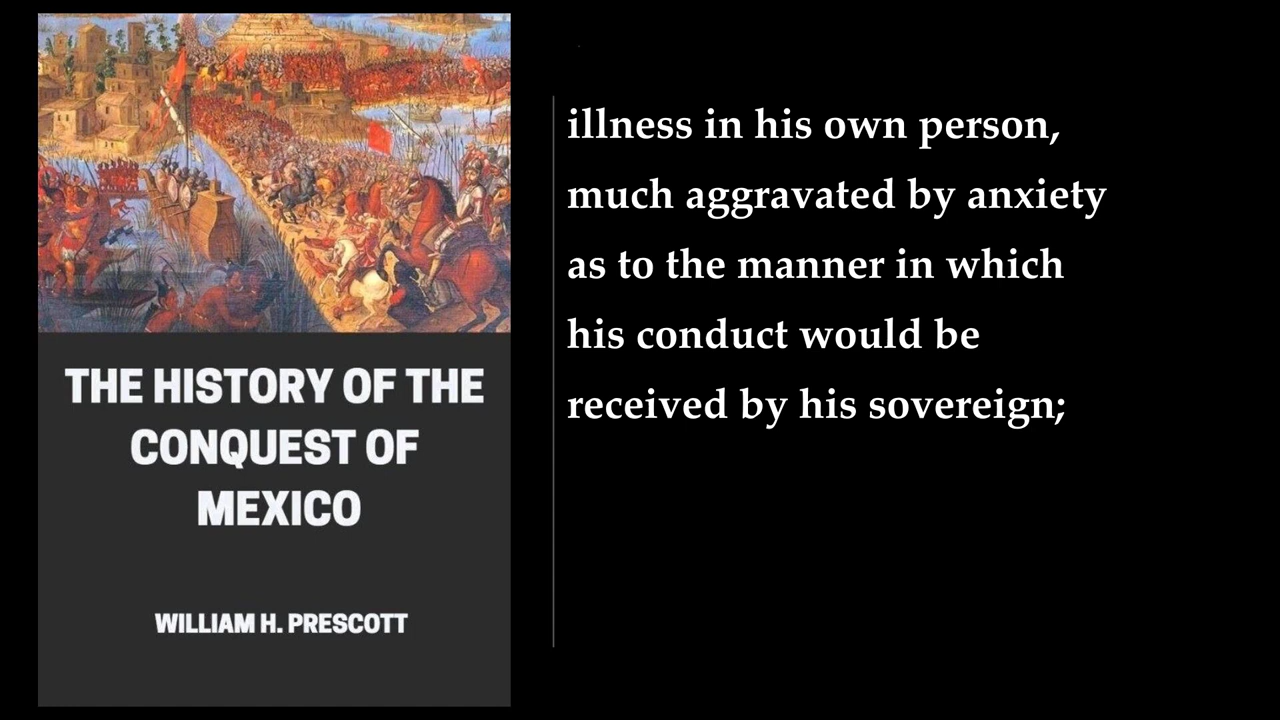 THE HISTORY OF THE
CONQUEST OF
MEXICO
WILLIAM H. PRESCOTT
illness in his own person,
much aggravated by anxiety
as to the manner in which
his conduct would be
received by his sovereign;